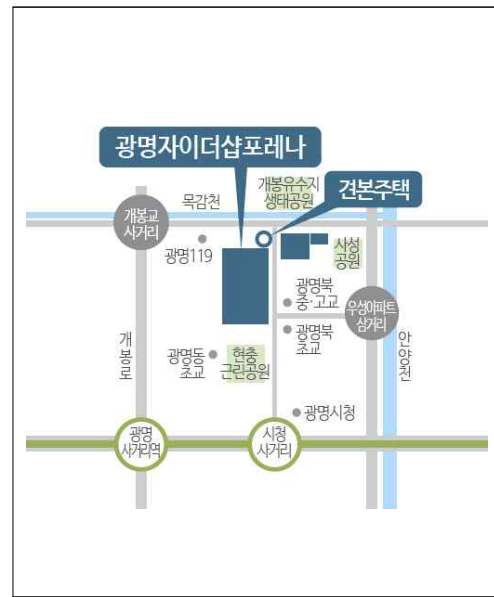 광명자이더샵포레나
개봉유수지
생태공원
견본주택
목감천
개봉교
사거리
광명119
사성
공원
광명북
중·고교
우성아파트
삼거리
광명북
초교
개봉로
안양천
광명동
초교
현충
근린공원
광명시청
광명
사거리역
시청
사거리